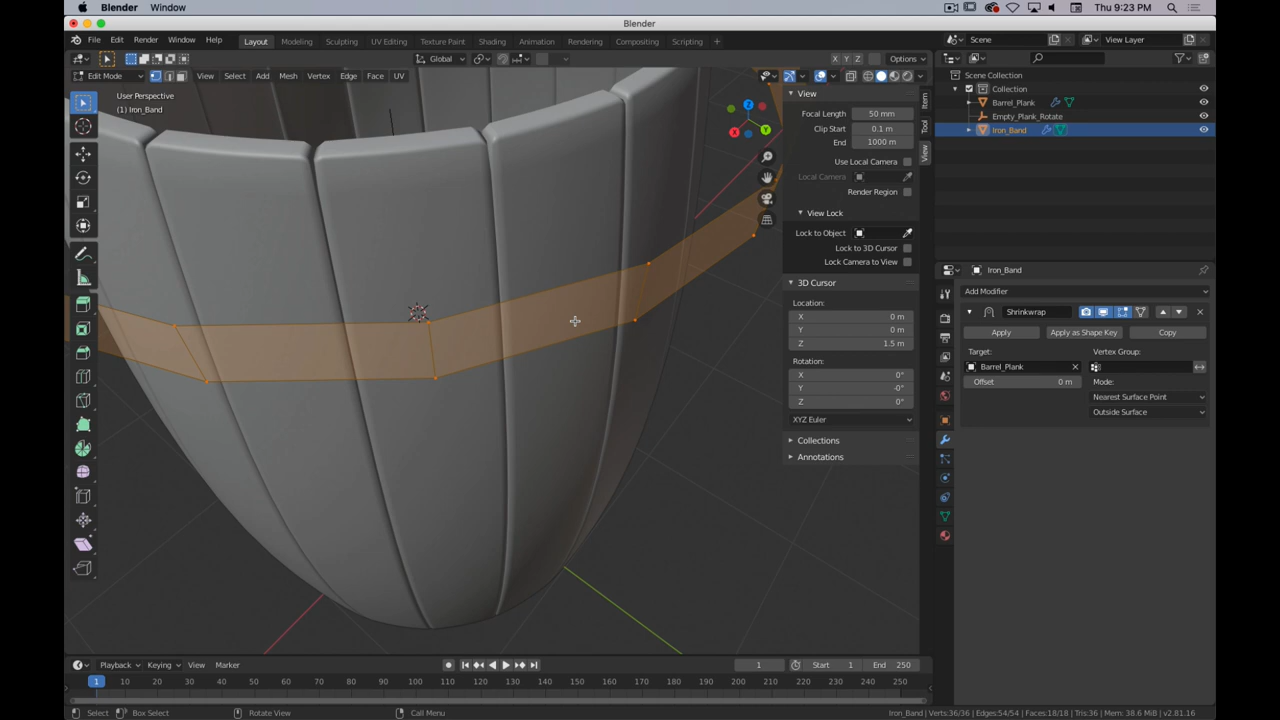 Blender Window Thu 9:23 PM
Blender
File Edit Render Window Help Layout Modeling Sculpting UV Editing Texture Paint Shading Animation Rendering Compositing Scripting + Scene View Layer
Global X Y Z Options
Edit Mode View Select Add Mesh Vertex Edge Face UV
User Perspective
(1) Iron_Band
Z
Y
X
View
Focal Length 50 mm
Clip Start 0.1 m
End 1000 m
Use Local Camera
Local Camera
Render Region
View Lock
Lock to Object
Lock to 3D Cursor
Lock Camera to View
3D Cursor
Location:
X 0 m
Y 0 m
Z 1.5 m
Rotation:
X 0°
Y -0°
Z 0°
XYZ Euler
Collections
Annotations
Item
Tool
View
Scene Collection
Collection
Barrel_Plank
Empty_Plank_Rotate
Iron_Band
Iron_Band
Add Modifier
Shrinkwrap
Apply Apply as Shape Key Copy
Target: Vertex Group:
Barrel_Plank
Offset 0 m Mode:
Nearest Surface Point
Outside Surface
Playback Keying View Marker 1 Start 1 End 250
1 10 20 30 40 50 60 70 80 90 100 110 120 130 140 150 160 170 180 190 200 210 220 230 240 250
Select Box Select Rotate View Call Menu Iron_Band | Verts:36/36 | Edges:54/54 | Faces:18/18 | Tris:36 | Mem: 38.6 MiB | v2.81.16